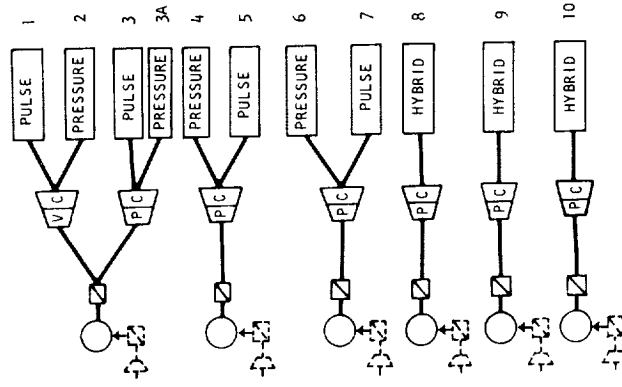 1
PULSE
2
PRESSURE
3
PULSE
3A
PRESSURE
4
PRESSURE
5
PULSE
6
PRESSURE
7
PULSE
8
HYBRID
9
HYBRID
10
HYBRID
V C
P C
P C
P C
P C
P C
P C
T
T
T
T
T
T